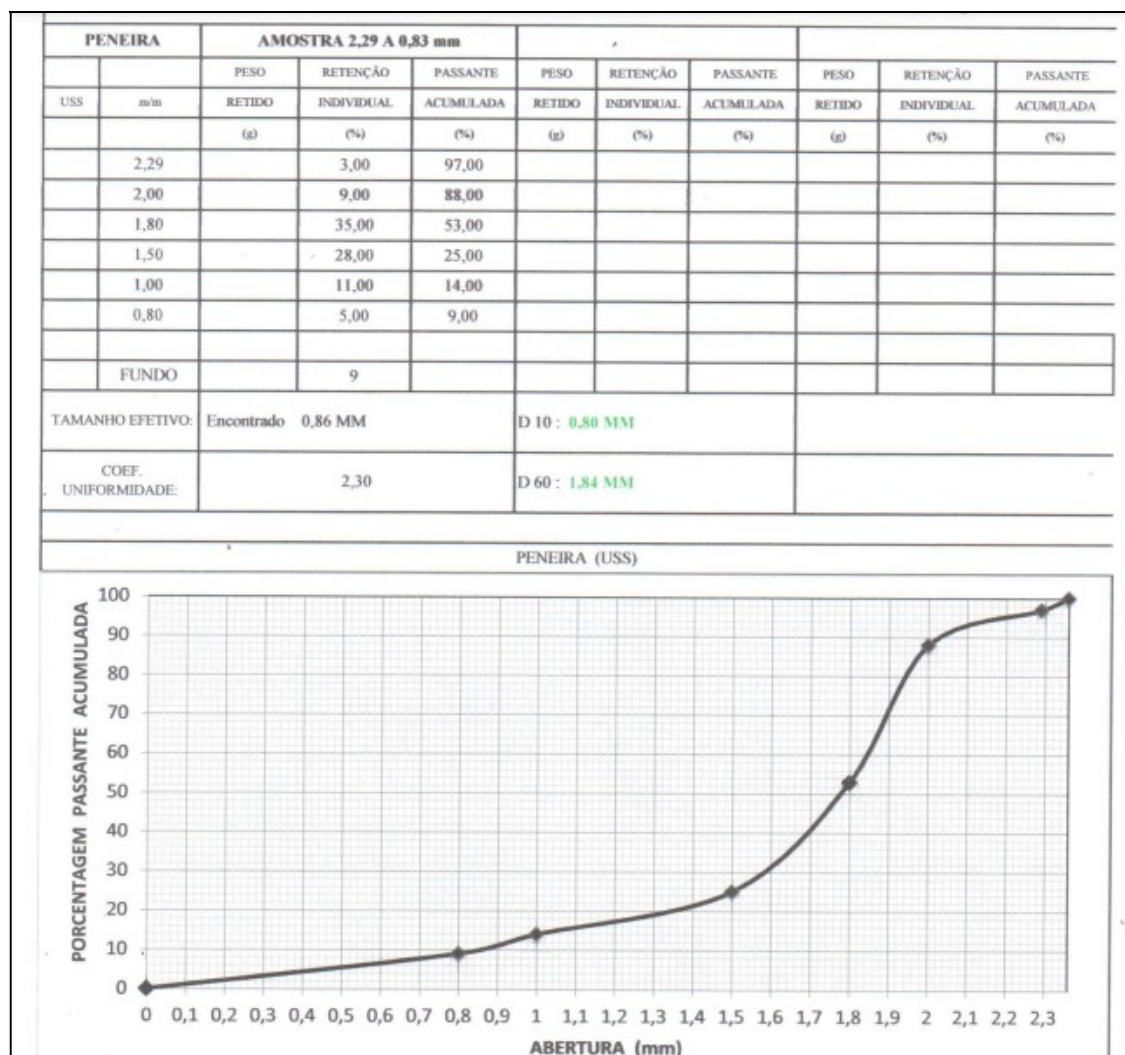 PENEIRA AMOSTRA 2,29 A 0,83 mm
PESO RETENÇÃO PASSANTE PESO RETENÇÃO PASSANTE PESO RETENÇÃO PASSANTE
USS m/m RETIDO INDIVIDUAL ACUMULADA RETIDO INDIVIDUAL ACUMULADA RETIDO INDIVIDUAL ACUMULADA
(g) (%) (%) (g) (%) (%) (g) (%) (%)
2,29 3,00 97,00
2,00 9,00 88,00
1,80 35,00 53,00
1,50 28,00 25,00
1,00 11,00 14,00
0,80 5,00 9,00
FUNDO 9
TAMANHO EFETIVO: Encontrado 0,86 MM D 10 : 0,80 MM
COEF.
UNIFORMIDADE: 2,30 D 60 : 1,84 MM
PENEIRA (USS)
PORCENTAGEM PASSANTE ACUMULADA
100
90
80
70
60
50
40
30
20
10
0
0 0,1 0,2 0,3 0,4 0,5 0,6 0,7 0,8 0,9 1 1,1 1,2 1,3 1,4 1,5 1,6 1,7 1,8 1,9 2 2,1 2,2 2,3
ABERTURA (mm)